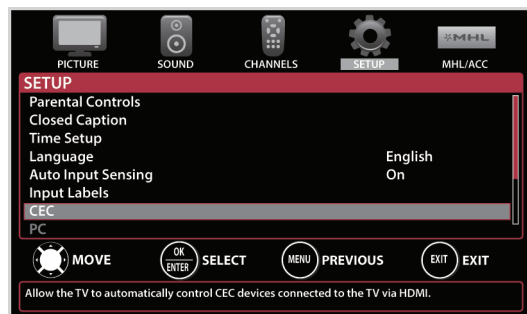 MHL
PICTURE SOUND CHANNELS SETUP MHL/ACC
SETUP
Parental Controls
Closed Caption
Time Setup
Language English
Auto Input Sensing On
Input Labels
CEC
PC
MOVE OK ENTER SELECT MENU PREVIOUS EXIT EXIT
Allow the TV to automatically control CEC devices connected to the TV via HDMI.